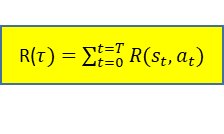 R(τ) = ∑_{t=0}^{t=T} R(s_t, a_t)